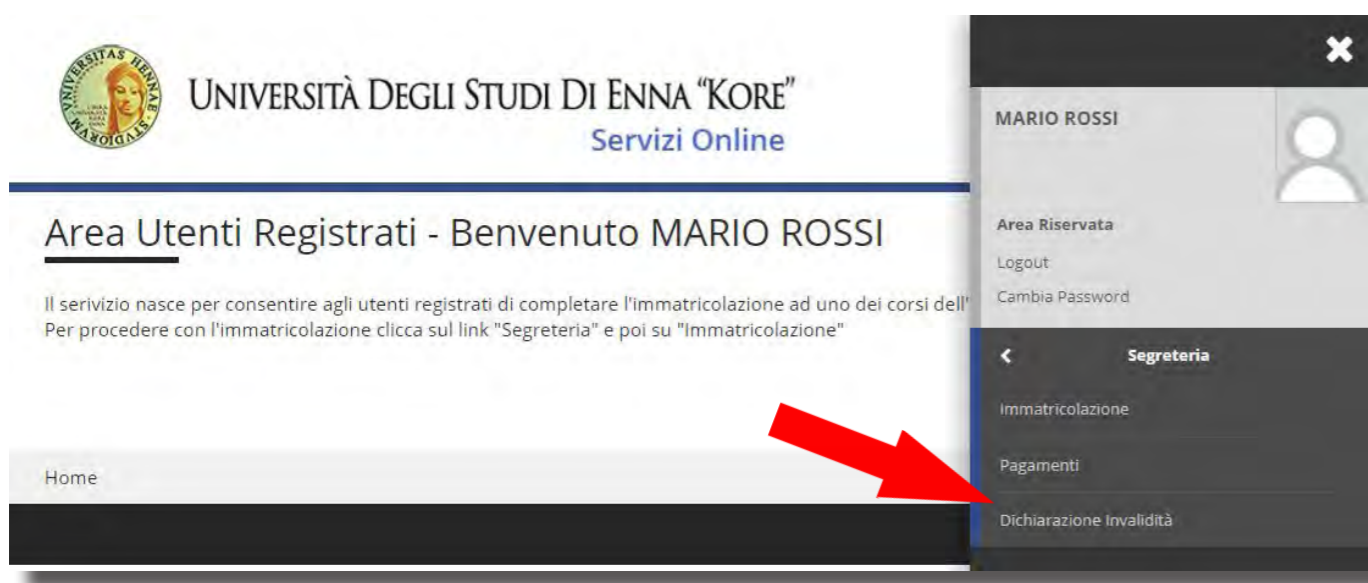 UNIVERSITÀ DEGLI STUDI DI ENNA “KORE”
Servizi Online
Area Utenti Registrati - Benvenuto MARIO ROSSI
Il serivizio nasce per consentire agli utenti registrati di completare l'immatricolazione ad uno dei corsi dell'
Per procedere con l'immatricolazione clicca sul link "Segreteria" e poi su "Immatricolazione"
Home
MARIO ROSSI
Area Riservata
Logout
Cambia Password
Segreteria
Immatricolazione
Pagamenti
Dichiarazione Invalidità